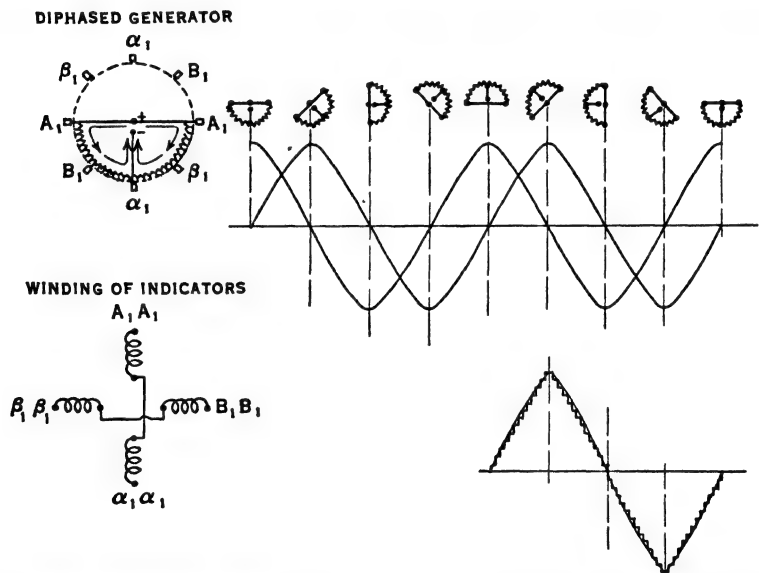 DIPHASED GENERATOR
α₁
β₁ B₁
A₁ + A₁
−
B₁ β₁
α₁
WINDING OF INDICATORS
A₁ A₁
β₁ β₁ B₁ B₁
α₁ α₁